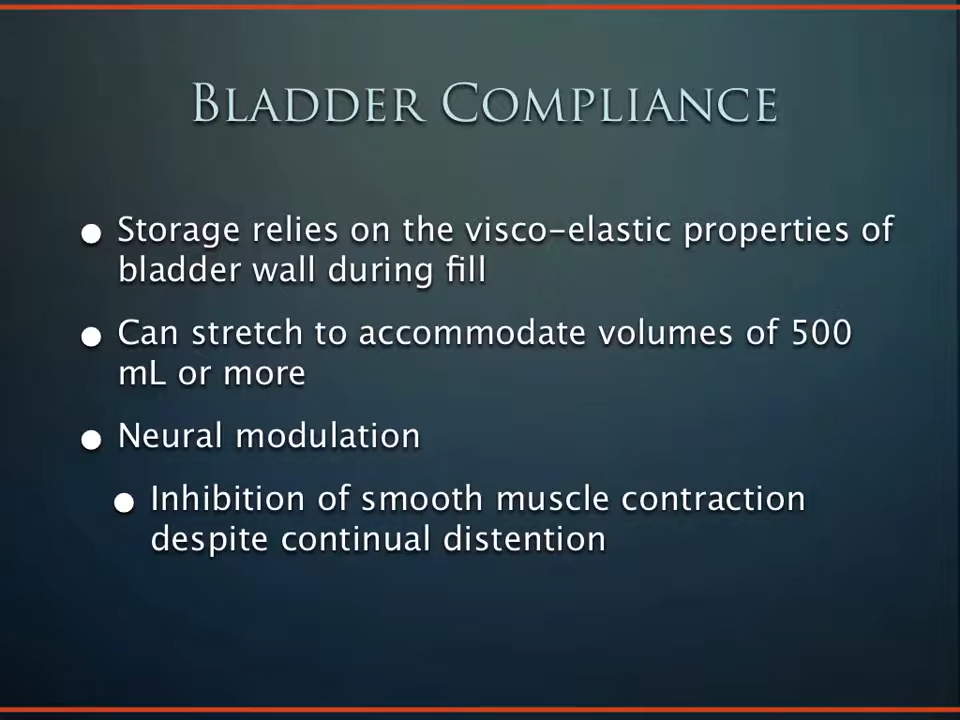 Bladder Compliance
• Storage relies on the visco-elastic properties of
bladder wall during fill
• Can stretch to accommodate volumes of 500
mL or more
• Neural modulation
• Inhibition of smooth muscle contraction
despite continual distention